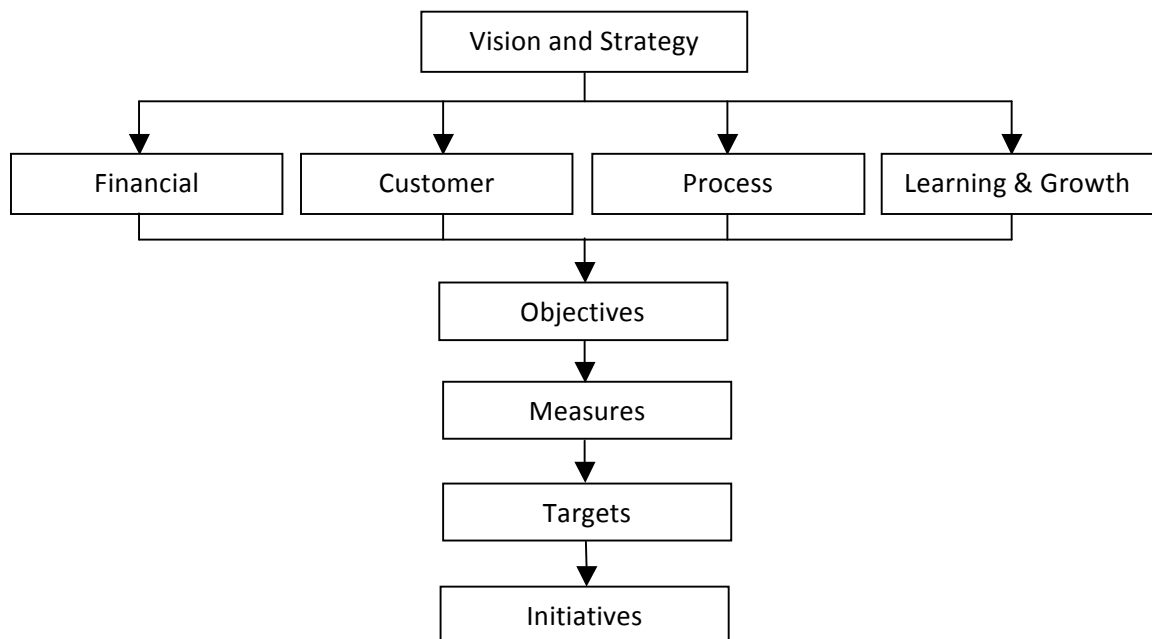 Vision and Strategy
Financial
Customer
Process
Learning & Growth
Objectives
Measures
Targets
Initiatives